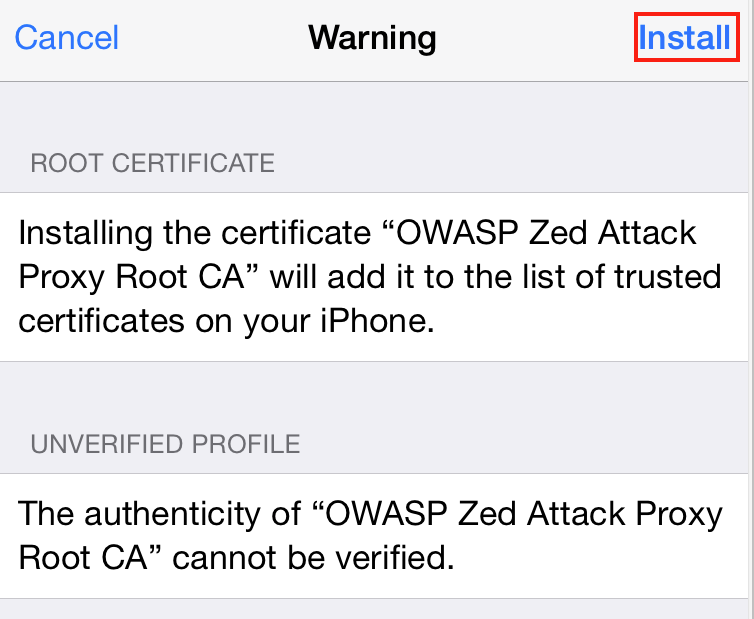 Cancel Warning Install
ROOT CERTIFICATE
Installing the certificate “OWASP Zed Attack
Proxy Root CA” will add it to the list of trusted
certificates on your iPhone.
UNVERIFIED PROFILE
The authenticity of “OWASP Zed Attack Proxy
Root CA” cannot be verified.